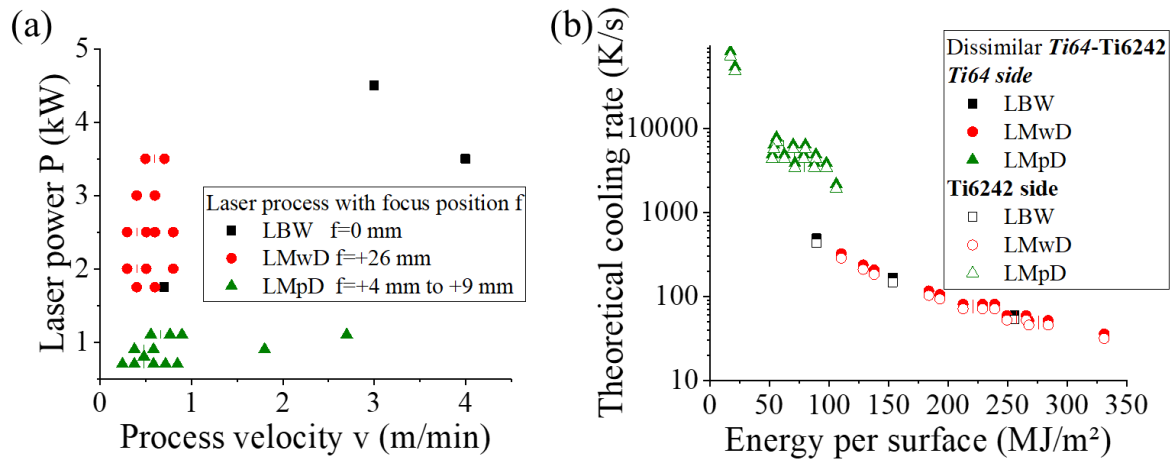 (a)
Laser power P (kW)
5
4
3
2
1
0 1 2 3 4
Process velocity v (m/min)
Laser process with focus position f
LBW f=0 mm
LMwD f=+26 mm
LMpD f=+4 mm to +9 mm
(b)
Theoretical cooling rate (K/s)
10000
1000
100
10
0 50 100 150 200 250 300 350
Energy per surface (MJ/m²)
Dissimilar Ti64-Ti6242
Ti64 side
LBW
LMwD
LMpD
Ti6242 side
LBW
LMwD
LMpD